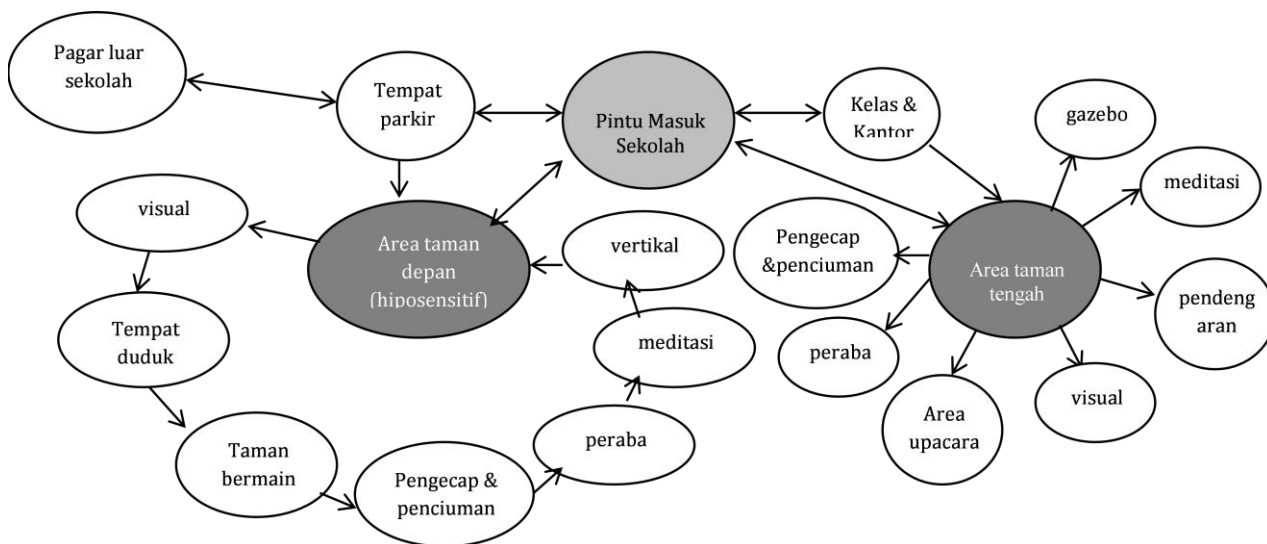 Pagar luar
sekolah
Tempat
parkir
Pintu Masuk
Sekolah
Kelas &
Kantor
gazebo
meditasi
visual
Area taman
depan
(hiposensitif)
vertikal
Pengecap
&penciuman
Area taman
tengah
pendeng
aran
Tempat
duduk
meditasi
peraba
Area
upacara
visual
Taman
bermain
Pengecap &
penciuman
peraba